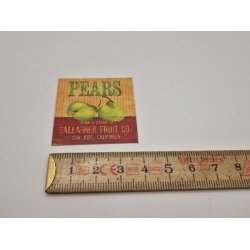 PEARS
GALLAGHER FRUIT CO.
SAN JOSE, CALIFORNIA
1 2 3 4 5 6 7 8